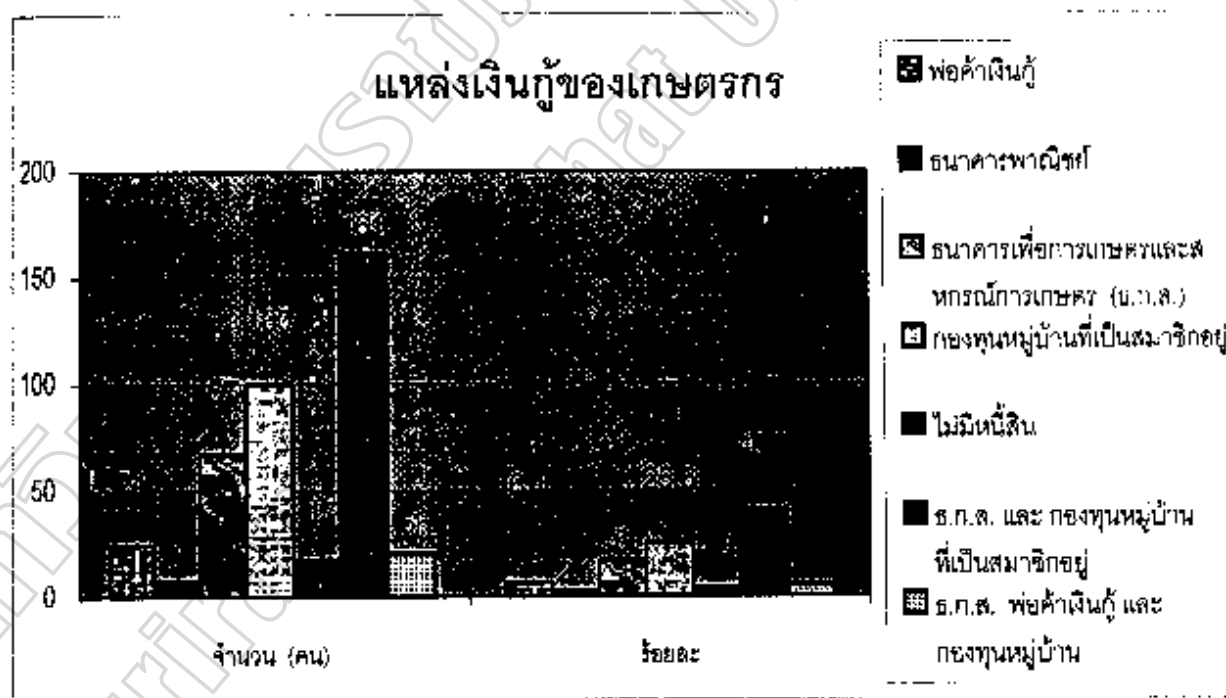 แหล่งเงินกู้ของเกษตรกร
200
150
100
50
0
จำนวน (คน)
ร้อยละ
พ่อค้าเงินกู้
ธนาคารพาณิชย์
ธนาคารเพื่อการเกษตรและส
หกรณ์การเกษตร (ธ.ก.ส.)
กองทุนหมู่บ้านที่เป็นสมาชิกอยู่
ไม่มีหนี้สิน
ธ.ก.ส. และ กองทุนหมู่บ้าน
ที่เป็นสมาชิกอยู่
ธ.ก.ส. พ่อค้าเงินกู้ และ
กองทุนหมู่บ้าน